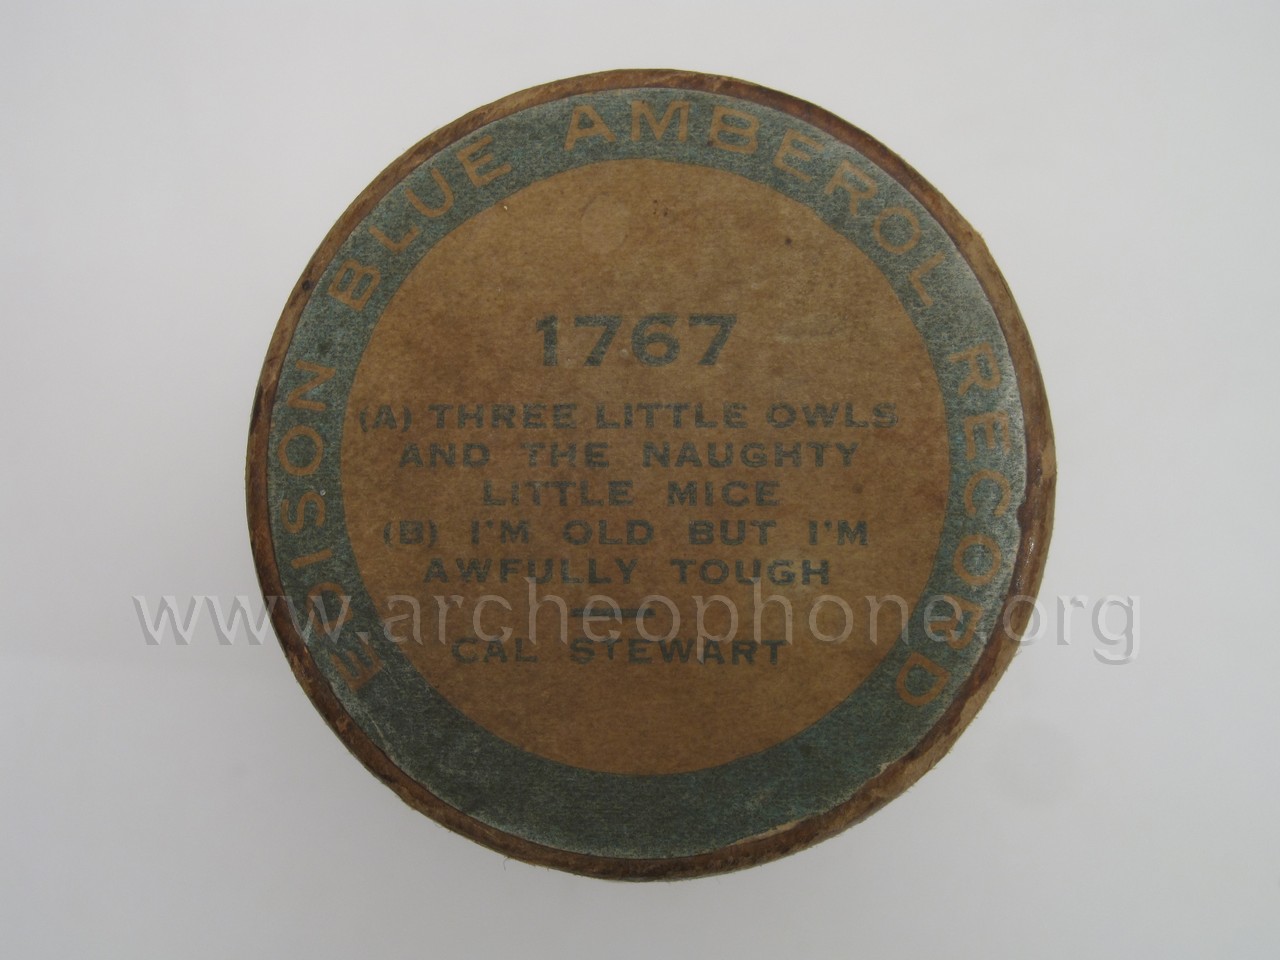 EDISON BLUE AMBEROL RECORD
1767
(A) THREE LITTLE OWLS
AND THE NAUGHTY
LITTLE MICE
(B) I'M OLD BUT I'M
AWFULLY TOUGH
www.archeophone.org
CAL STEWART